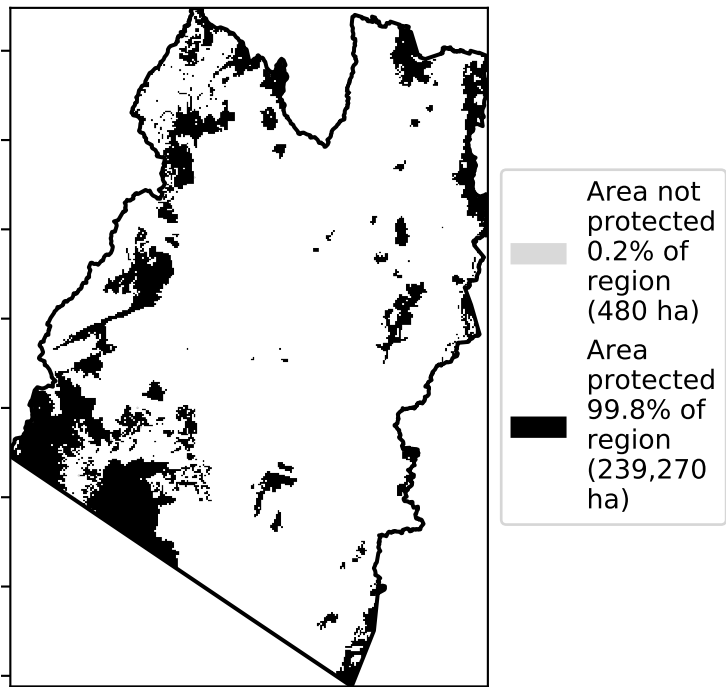 Area not
protected
0.2% of
region
(480 ha)
Area
protected
99.8% of
region
(239,270
ha)